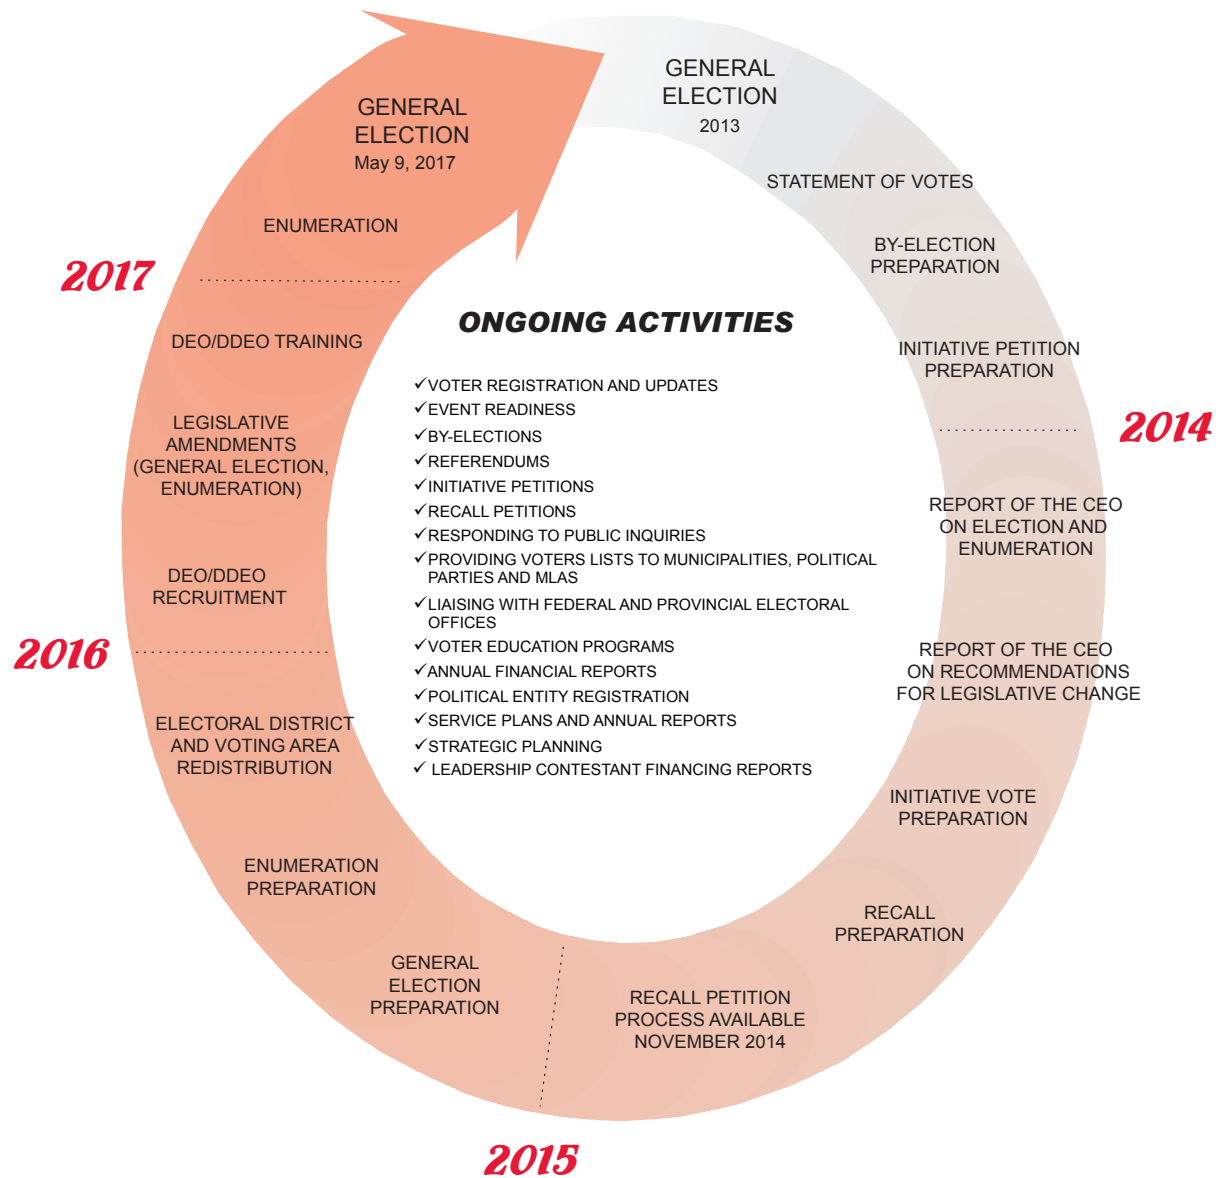 GENERAL
ELECTION
2013
STATEMENT OF VOTES
BY-ELECTION
PREPARATION
INITIATIVE PETITION
PREPARATION
2014
REPORT OF THE CEO
ON ELECTION AND
ENUMERATION
REPORT OF THE CEO
ON RECOMMENDATIONS
FOR LEGISLATIVE CHANGE
INITIATIVE VOTE
PREPARATION
RECALL
PREPARATION
RECALL PETITION
PROCESS AVAILABLE
NOVEMBER 2014
2015
GENERAL
ELECTION
PREPARATION
ENUMERATION
PREPARATION
ELECTORAL DISTRICT
AND VOTING AREA
REDISTRIBUTION
2016
DEO/DDEO
RECRUITMENT
LEGISLATIVE
AMENDMENTS
(GENERAL ELECTION,
ENUMERATION)
DEO/DDEO TRAINING
2017
ENUMERATION
GENERAL
ELECTION
May 9, 2017
ONGOING ACTIVITIES
✓VOTER REGISTRATION AND UPDATES
✓EVENT READINESS
✓BY-ELECTIONS
✓REFERENDUMS
✓INITIATIVE PETITIONS
✓RECALL PETITIONS
✓RESPONDING TO PUBLIC INQUIRIES
✓PROVIDING VOTERS LISTS TO MUNICIPALITIES, POLITICAL
PARTIES AND MLAS
✓LIAISING WITH FEDERAL AND PROVINCIAL ELECTORAL
OFFICES
✓VOTER EDUCATION PROGRAMS
✓ANNUAL FINANCIAL REPORTS
✓POLITICAL ENTITY REGISTRATION
✓SERVICE PLANS AND ANNUAL REPORTS
✓STRATEGIC PLANNING
✓ LEADERSHIP CONTESTANT FINANCING REPORTS